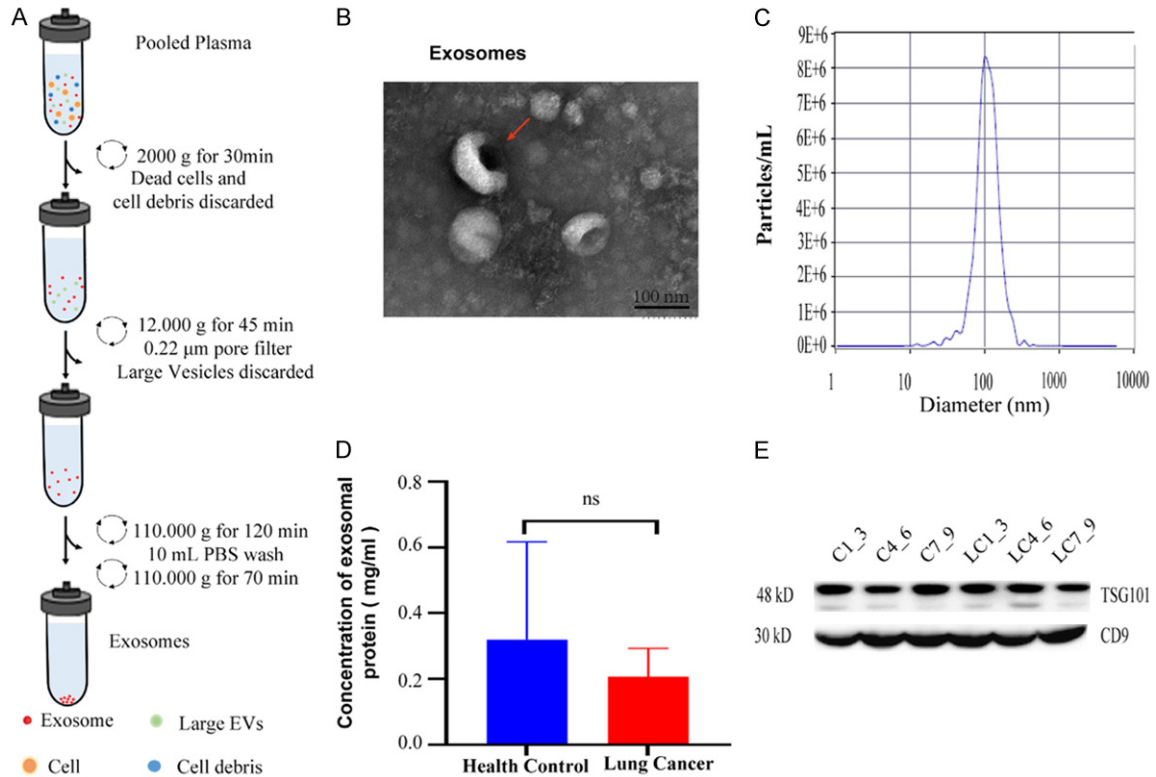 A
Pooled Plasma
2000 g for 30min
Dead cells and
cell debris discarded
12.000 g for 45 min
0.22 μm pore filter
Large Vesicles discarded
110.000 g for 120 min
10 mL PBS wash
110.000 g for 70 min
Exosomes
Exosome
Large EVs
Cell
Cell debris
B
Exosomes
100 nm
C
Particles/mL
9E+6
8E+6
7E+6
6E+6
5E+6
4E+6
3E+6
2E+6
1E+6
0E+0
1
10
100
1000
10000
Diameter (nm)
D
Concentration of exosomal
protein ( mg/ml )
0.8
0.6
0.4
0.2
0.0
ns
Health Control
Lung Cancer
E
C1_3
C4_6
C7_9
LC1_3
LC4_6
LC7_9
48 kD
TSG101
30 kD
CD9